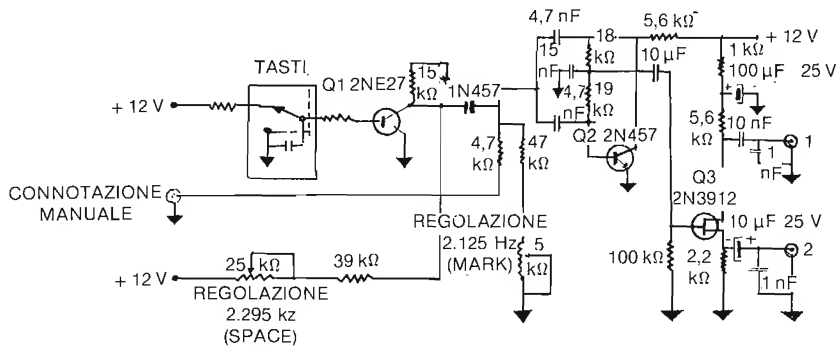 + 12 V
TASTI
Q1 2NE27
15
kΩ
1N457
4,7 nF
15
nF
4,7
nF
18
kΩ
19
kΩ
5,6 kΩ
10 µF
+ 12 V
1 kΩ
100 µF 25 V
+
5,6
kΩ
10 nF
1
1
nF
Q2 2N457
4,7
kΩ
47
kΩ
CONNOTAZIONE
MANUALE
REGOLAZIONE
2.125 Hz
(MARK)
5
kΩ
Q3
2N3912
100 kΩ
2,2
kΩ
10 µF 25 V
+
2
1 nF
+ 12 V
25 kΩ
39 kΩ
REGOLAZIONE
2.295 kz
(SPACE)